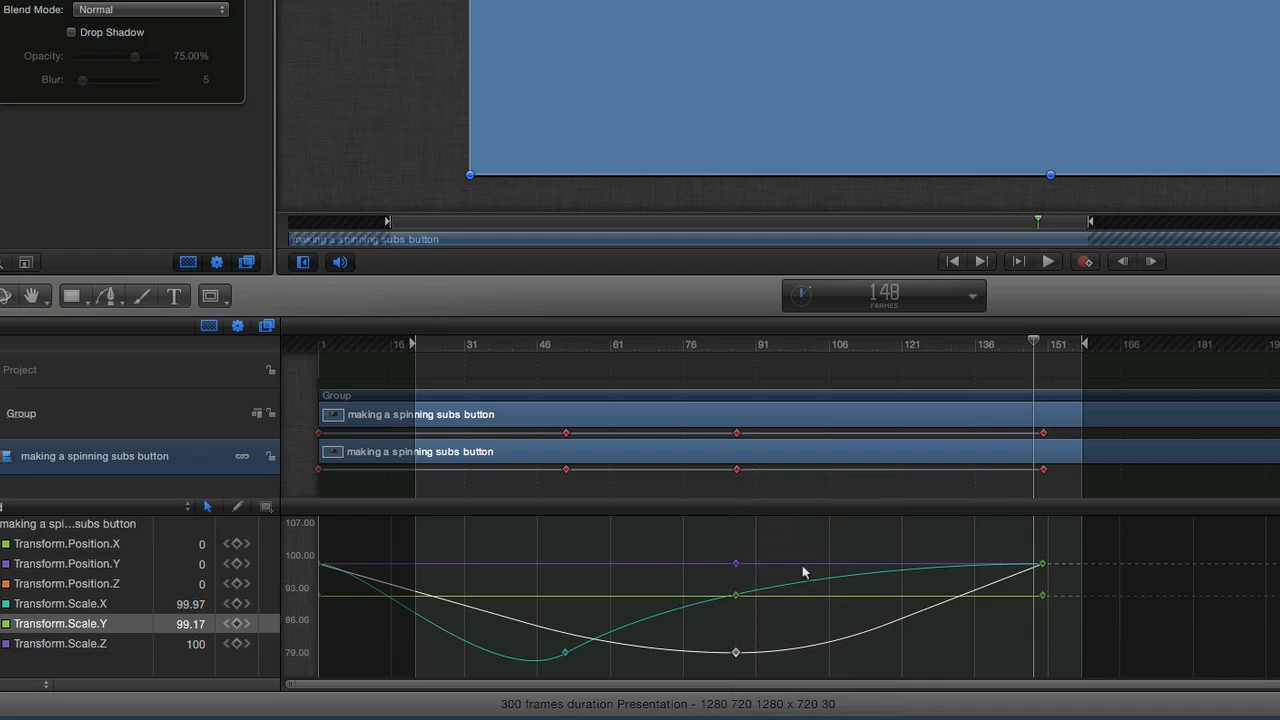 Blend Mode: Normal
Drop Shadow
Opacity: 75.00%
Blur: 5
making a spinning subs button
148
FRAMES
1 16 31 46 61 76 91 106 121 136 151 166 181
Project
Group
Group
making a spinning subs button
making a spinning subs button
making a spinning subs button
making a spi...subs button
Transform.Position.X 0
Transform.Position.Y 0
Transform.Position.Z 0
Transform.Scale.X 99.97
Transform.Scale.Y 99.17
Transform.Scale.Z 100
107.00
100.00
93.00
86.00
79.00
300 frames duration Presentation - 1280 720 1280 x 720 30